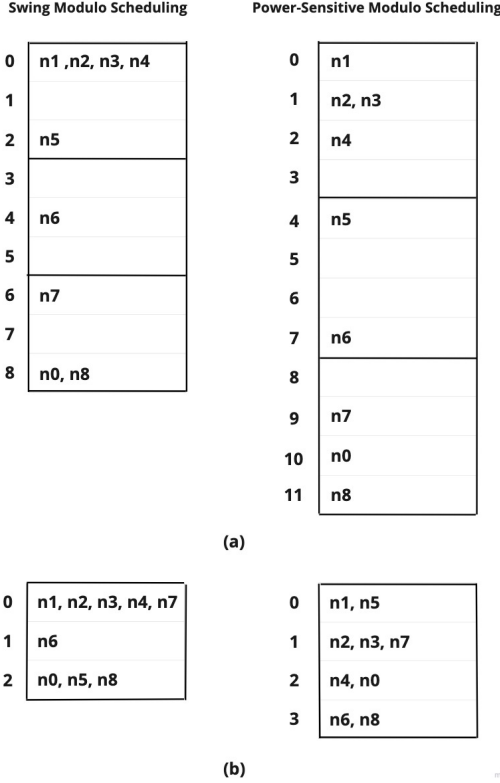 Swing Modulo Scheduling
0 n1 ,n2, n3, n4
1
2 n5
3
4 n6
5
6 n7
7
8 n0, n8
Power-Sensitive Modulo Scheduling
0 n1
1 n2, n3
2 n4
3
4 n5
5
6
7 n6
8
9 n7
10 n0
11 n8
(a)
0 n1, n2, n3, n4, n7
1 n6
2 n0, n5, n8
0 n1, n5
1 n2, n3, n7
2 n4, n0
3 n6, n8
(b)